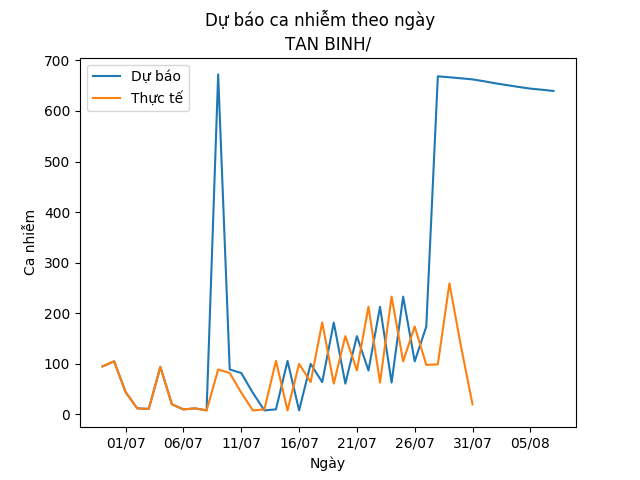 Dự báo ca nhiễm theo ngày
TAN BINH/
Dự báo
Thực tế
Ca nhiễm
700
600
500
400
300
200
100
0
01/07 06/07 11/07 16/07 21/07 26/07 31/07 05/08
Ngày